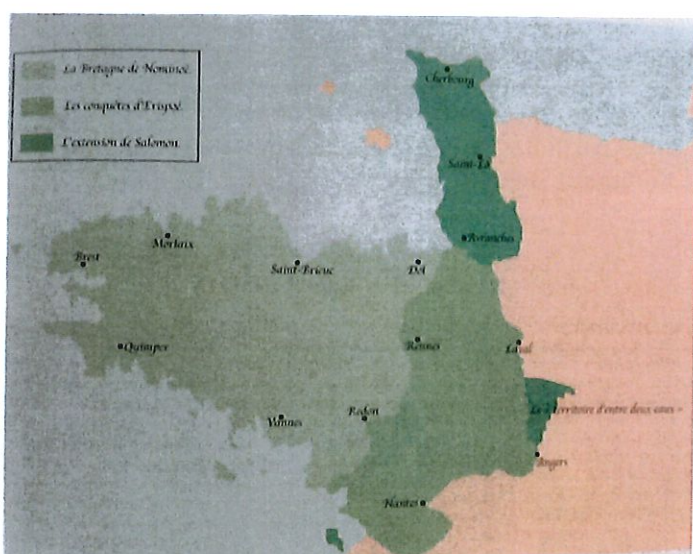 La Bretagne de Nominoë.
Les conquêtes d'Erispoë.
L'extension de Salomon.
Cherbourg
Saint-Lô
Avranches
Morlaix
Brest
Saint-Brieuc
Dol
Quimper
Rennes
Laval
Le « Territoire d'entre deux eaux »
Vannes
Redon
Angers
Nantes